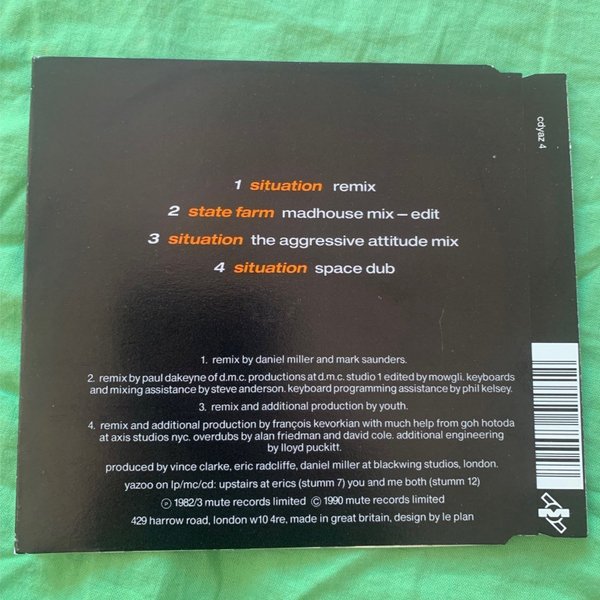 cdyaz 4
1 situation remix
2 state farm madhouse mix – edit
3 situation the aggressive attitude mix
4 situation space dub
1. remix by daniel miller and mark saunders.
2. remix by paul dakeyne of d.m.c. productions at d.m.c. studio 1 edited by mowgli. keyboards
and mixing assistance by steve anderson. keyboard programming assistance by phil kelsey.
3. remix and additional production by youth.
4. remix and additional production by françois kevorkian with much help from goh hotoda
at axis studios nyc. overdubs by alan friedman and david cole. additional engineering
by lloyd puckitt.
produced by vince clarke, eric radcliffe, daniel miller at blackwing studios, london.
yazoo on lp/mc/cd: upstairs at erics (stumm 7) you and me both (stumm 12)
℗ 1982/3 mute records limited © 1990 mute records limited
429 harrow road, london w10 4re, made in great britain, design by le plan